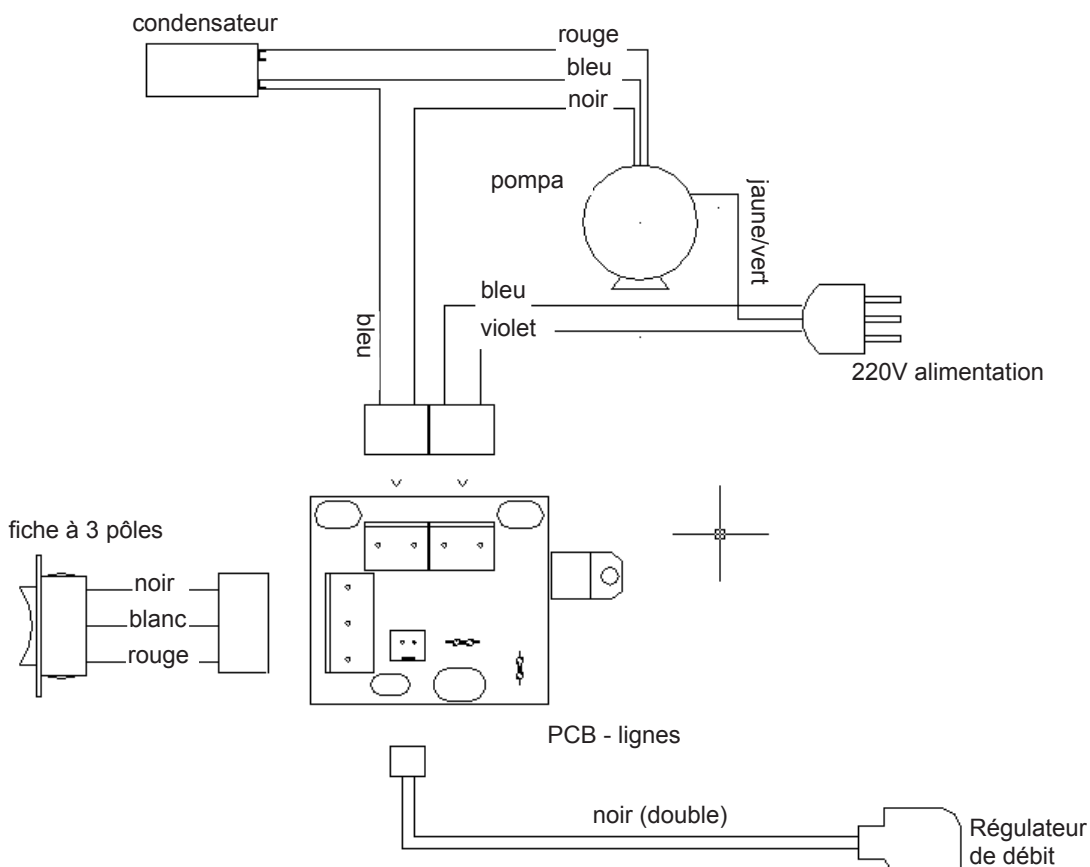 condensateur
rouge
bleu
noir
pompa
jaune/vert
bleu
violet
bleu
220V alimentation
fiche à 3 pôles
noir
blanc
rouge
PCB - lignes
noir (double)
Régulateur
de débit